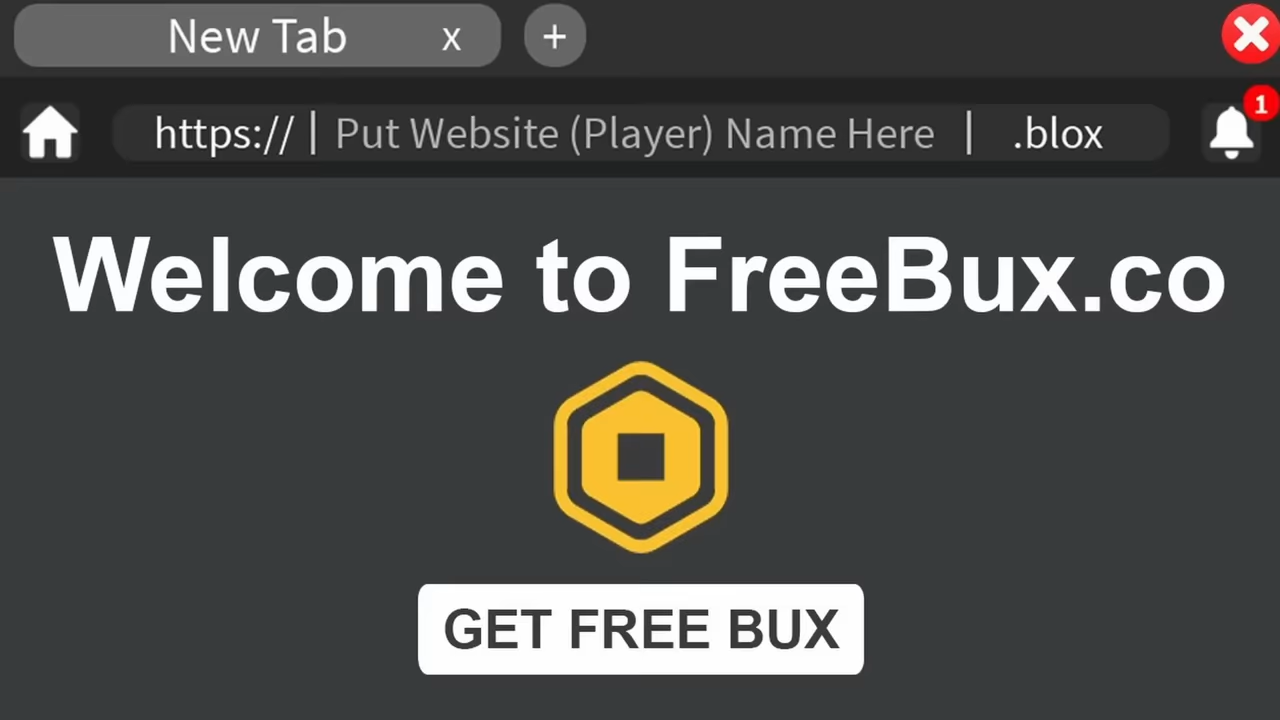 New Tab x +
1
https:// | Put Website (Player) Name Here | .blox
Welcome to FreeBux.co
GET FREE BUX